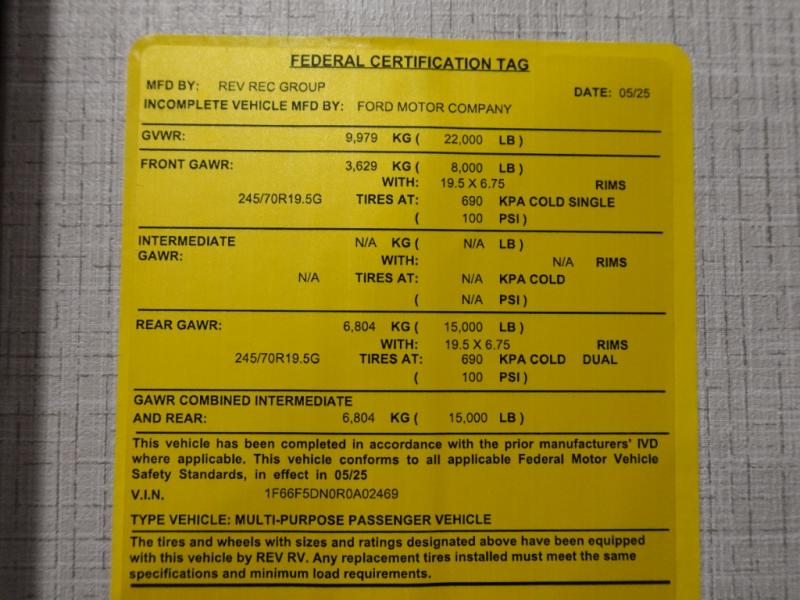 FEDERAL CERTIFICATION TAG
MFD BY: REV REC GROUP DATE: 05/25
INCOMPLETE VEHICLE MFD BY: FORD MOTOR COMPANY
GVWR: 9,979 KG ( 22,000 LB )
FRONT GAWR: 3,629 KG ( 8,000 LB )
WITH: 19.5 X 6.75 RIMS
245/70R19.5G TIRES AT: 690 KPA COLD SINGLE
( 100 PSI )
INTERMEDIATE N/A KG ( N/A LB )
GAWR: WITH: N/A RIMS
N/A TIRES AT: N/A KPA COLD
( N/A PSI )
REAR GAWR: 6,804 KG ( 15,000 LB )
WITH: 19.5 X 6.75 RIMS
245/70R19.5G TIRES AT: 690 KPA COLD DUAL
( 100 PSI )
GAWR COMBINED INTERMEDIATE
AND REAR: 6,804 KG ( 15,000 LB )
This vehicle has been completed in accordance with the prior manufacturers' IVD
where applicable. This vehicle conforms to all applicable Federal Motor Vehicle
Safety Standards, in effect in 05/25
V.I.N. 1F66F5DN0R0A02469
TYPE VEHICLE: MULTI-PURPOSE PASSENGER VEHICLE
The tires and wheels with sizes and ratings designated above have been equipped
with this vehicle by REV RV. Any replacement tires installed must meet the same
specifications and minimum load requirements.